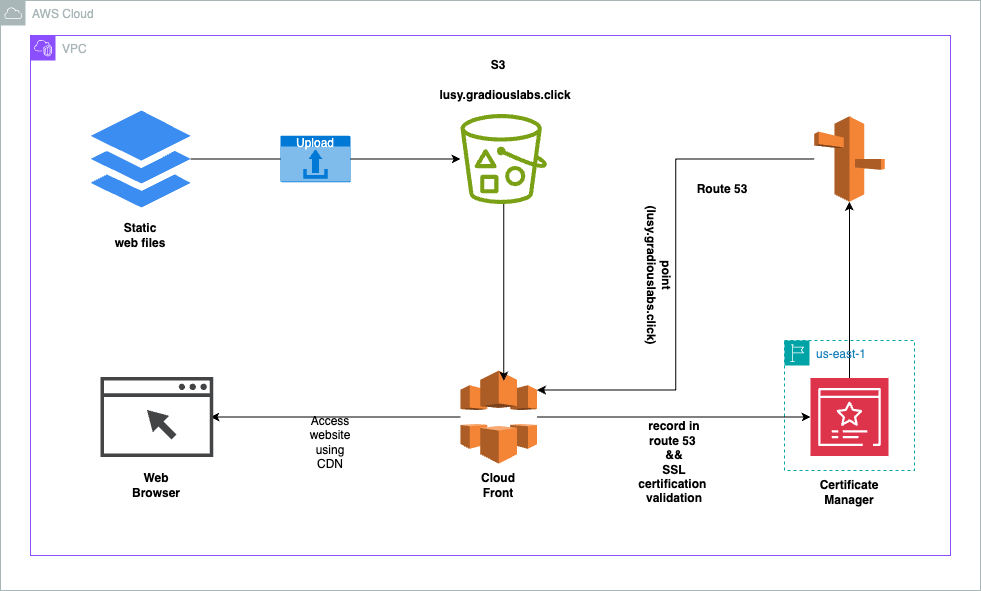 AWS Cloud
VPC
S3
lusy.gradiouslabs.click
Upload
Route 53
Static
web files
point
(lusy.gradiouslabs.click)
us-east-1
Access
website
using
CDN
record in
route 53
&&
SSL
certification
validation
Web
Browser
Cloud
Front
Certificate
Manager